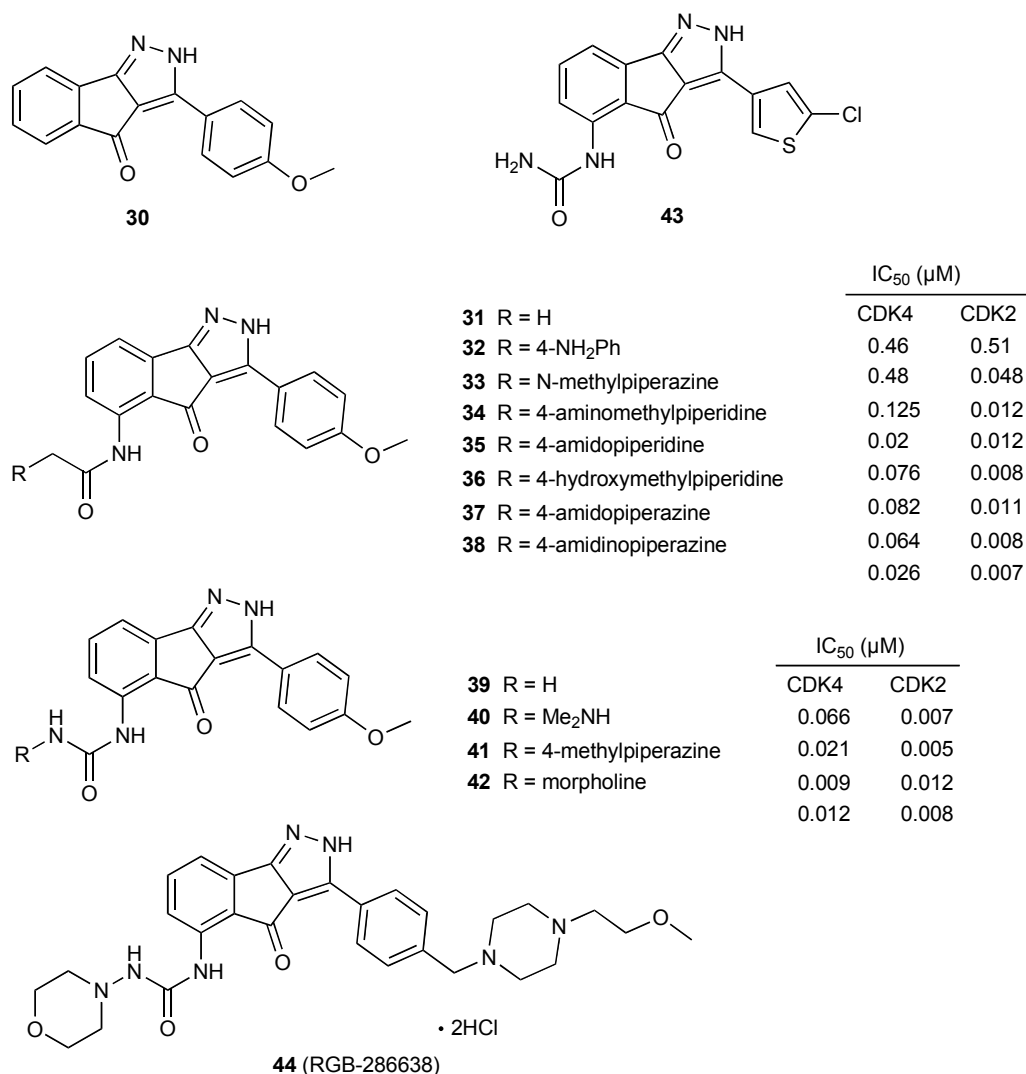 N
NH
O
O
30
N
NH
Cl
S
H2N
NH
O
O
43
IC50 (µM)
CDK4 CDK2
31 R = H
32 R = 4-NH2Ph
33 R = N-methylpiperazine
34 R = 4-aminomethylpiperidine
35 R = 4-amidopiperidine
36 R = 4-hydroxymethylpiperidine
37 R = 4-amidopiperazine
38 R = 4-amidinopiperazine
0.46 0.51
0.48 0.048
0.125 0.012
0.02 0.012
0.076 0.008
0.082 0.011
0.064 0.008
0.026 0.007
N
NH
NH
O
R
O
O
IC50 (µM)
CDK4 CDK2
39 R = H
40 R = Me2NH
41 R = 4-methylpiperazine
42 R = morpholine
0.066 0.007
0.021 0.005
0.009 0.012
0.012 0.008
N
NH
H
N
NH
O
R
O
O
N
NH
O
N
N
H
N
NH
O
N
O
O
• 2HCl
44 (RGB-286638)